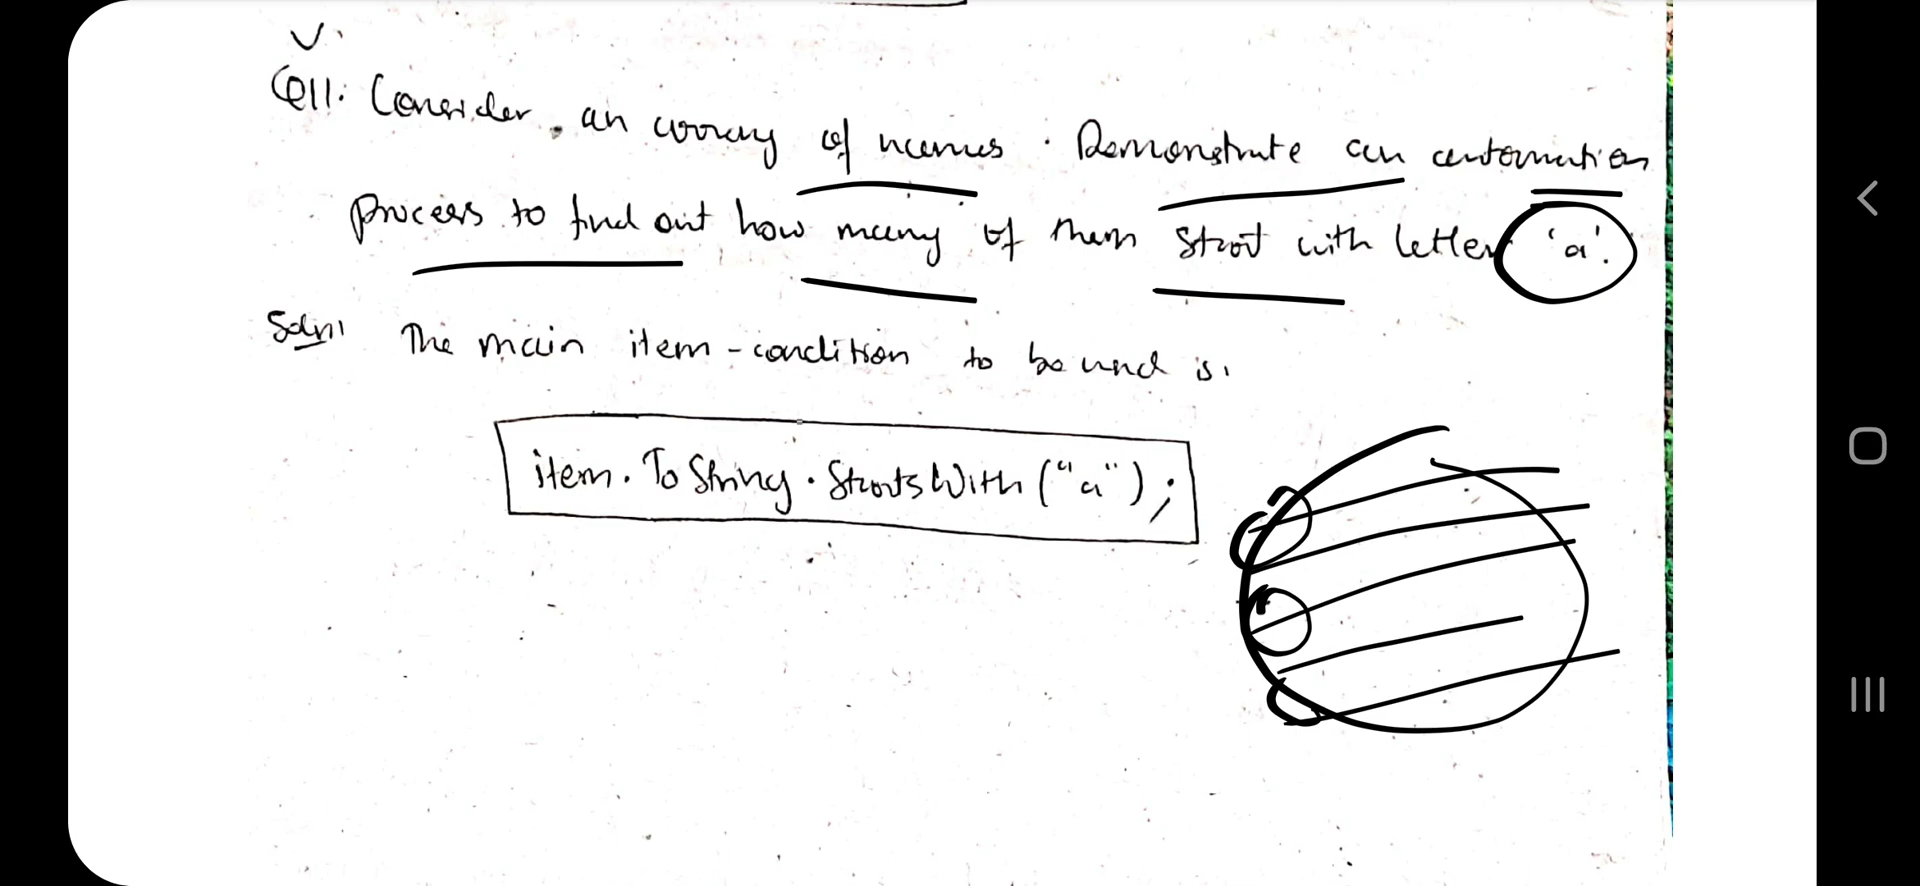 V.
Q11. Consider, an array of names. Demonstrate an automation
process to find out how many of them start with letter 'a'.
Soln: The main item-condition to be used is.
item.ToString.StartsWith("a");